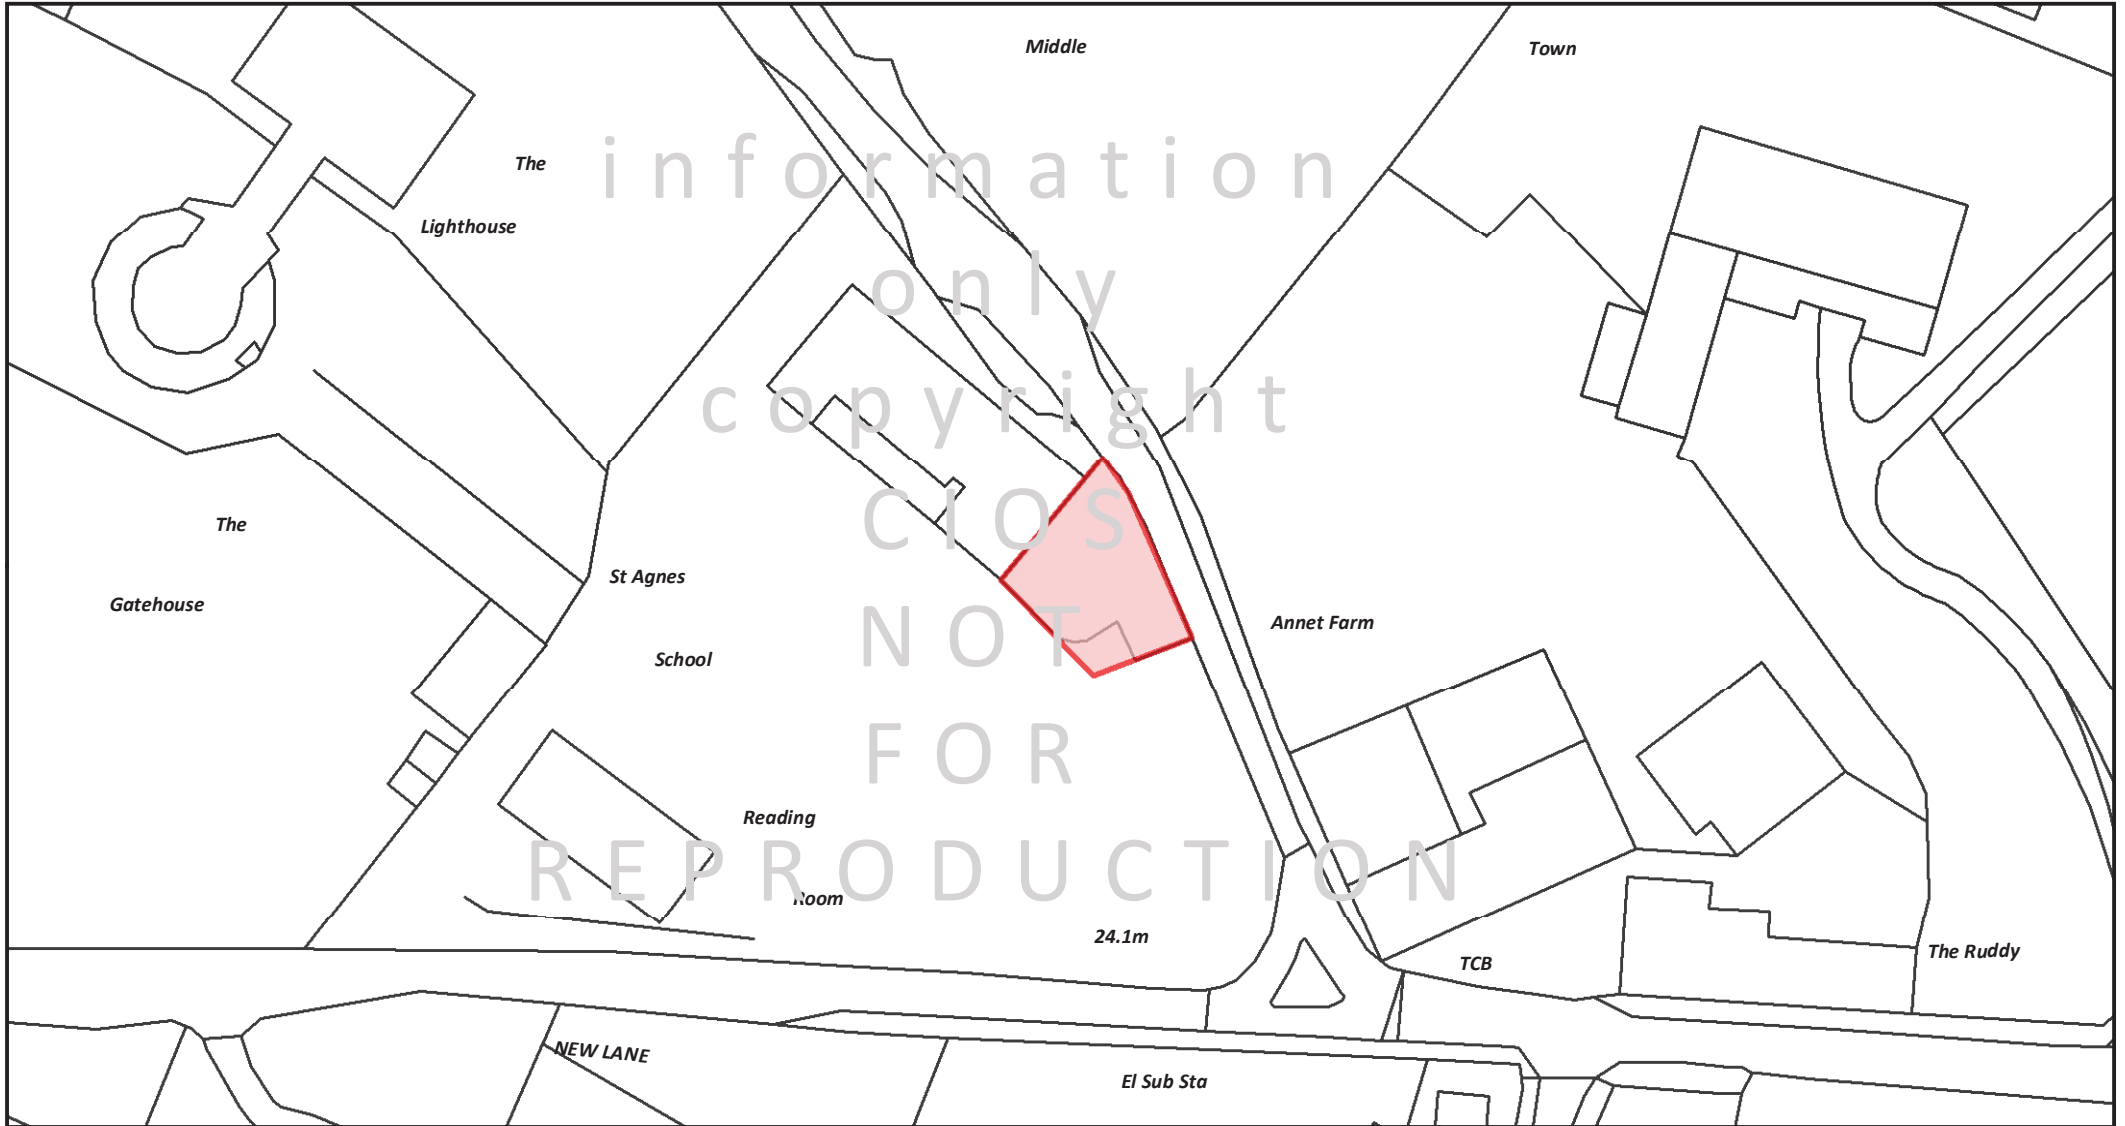 Middle
Town
The
information
Lighthouse
only
copyright
CIOS
The
St Agnes
Gatehouse
NOT
Annet Farm
School
FOR
Reading
REPRODUCTION
Room
24.1m
TCB
The Ruddy
NEW LANE
El Sub Sta